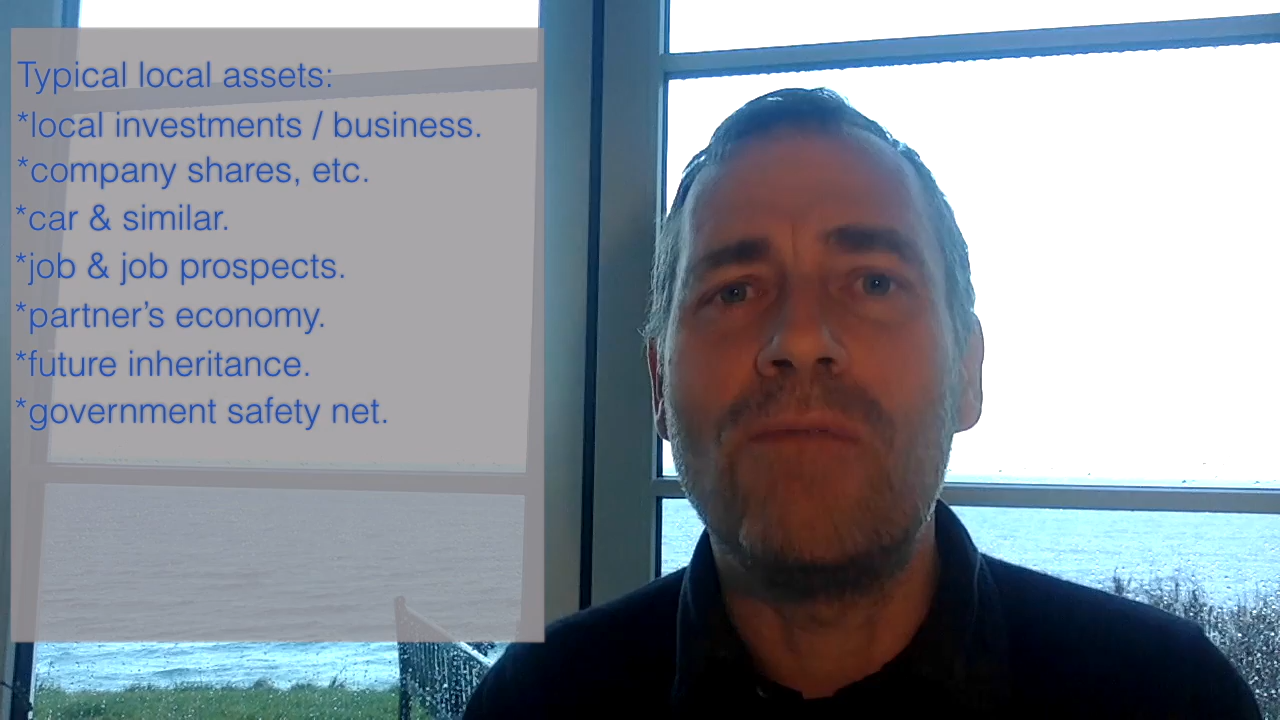 Typical local assets:
*local investments / business.
*company shares, etc.
*car & similar.
*job & job prospects.
*partner’s economy.
*future inheritance.
*government safety net.